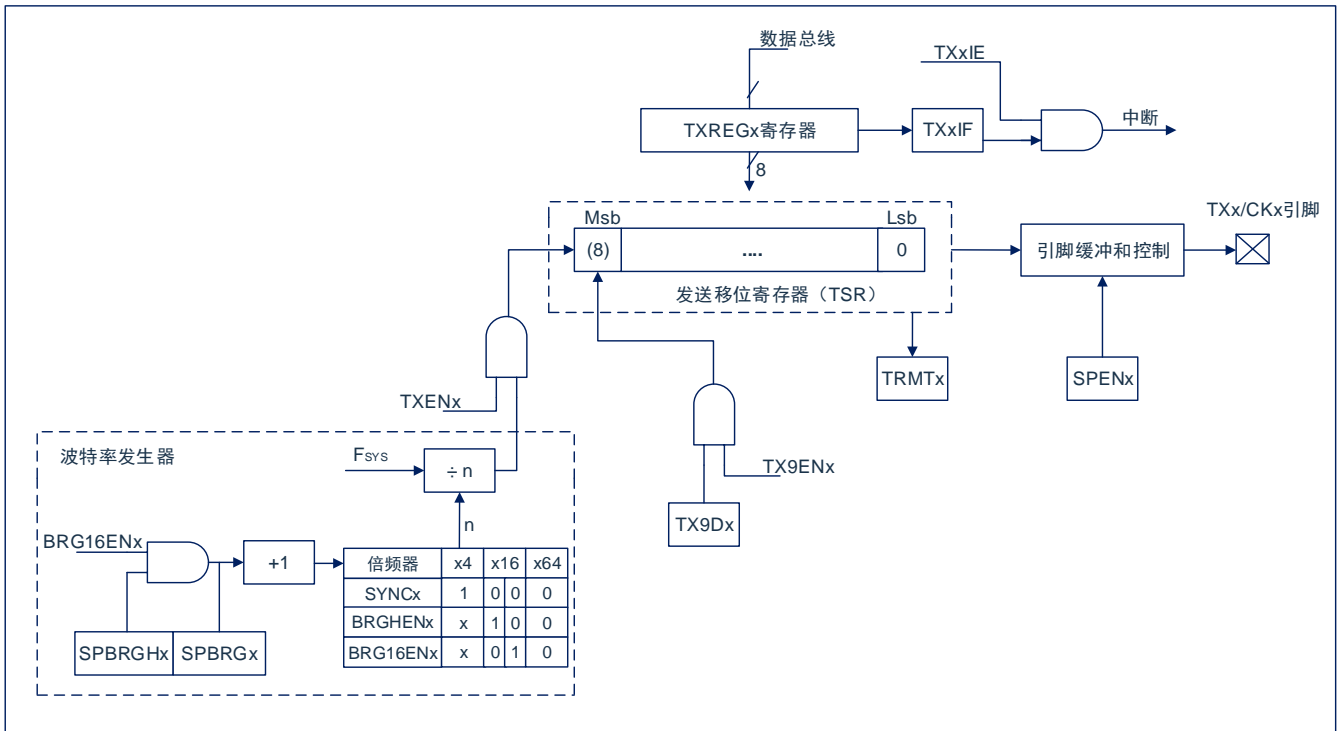 数据总线
TXxIE
TXREGx寄存器
TXxIF
中断
8
Msb
Lsb
TXx/CKx引脚
(8)
....
0
引脚缓冲和控制
发送移位寄存器（TSR）
TRMTx
SPENx
TXENx
波特率发生器
FSYS
÷ n
TX9ENx
TX9Dx
n
BRG16ENx
+1
倍频器 x4 x16 x64
SYNCx 1 0 0 0
BRGHENx x 1 0 0
BRG16ENx x 0 1 0
SPBRGHx SPBRGx